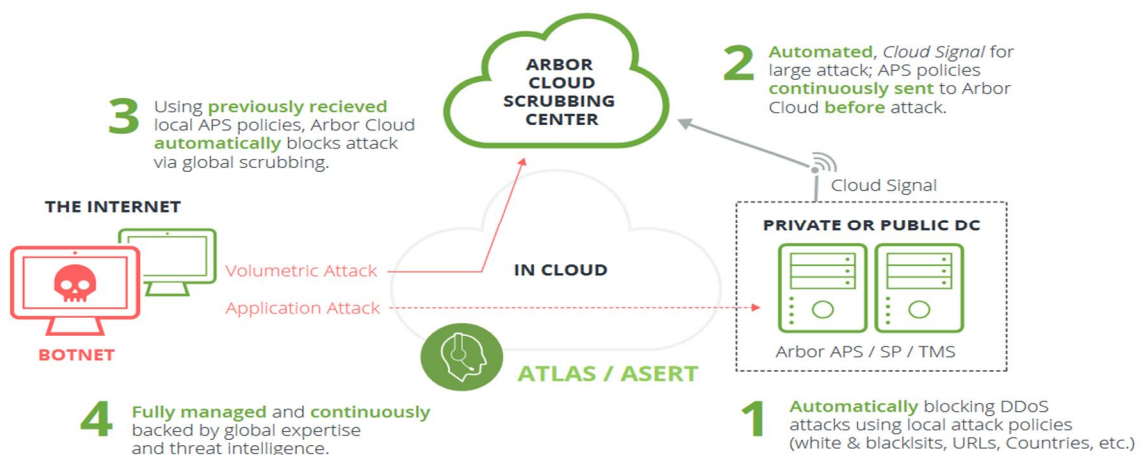 ARBOR
CLOUD
SCRUBBING
CENTER
2
Automated, Cloud Signal for
large attack; APS policies
continuously sent to Arbor
Cloud before attack.
3
Using previously recieved
local APS policies, Arbor Cloud
automatically blocks attack
via global scrubbing.
Cloud Signal
THE INTERNET
PRIVATE OR PUBLIC DC
Volumetric Attack
IN CLOUD
Application Attack
BOTNET
Arbor APS / SP / TMS
ATLAS / ASERT
4
Fully managed and continuously
backed by global expertise
and threat intelligence.
1
Automatically blocking DDoS
attacks using local attack policies
(white & blacklsits, URLs, Countries, etc.)